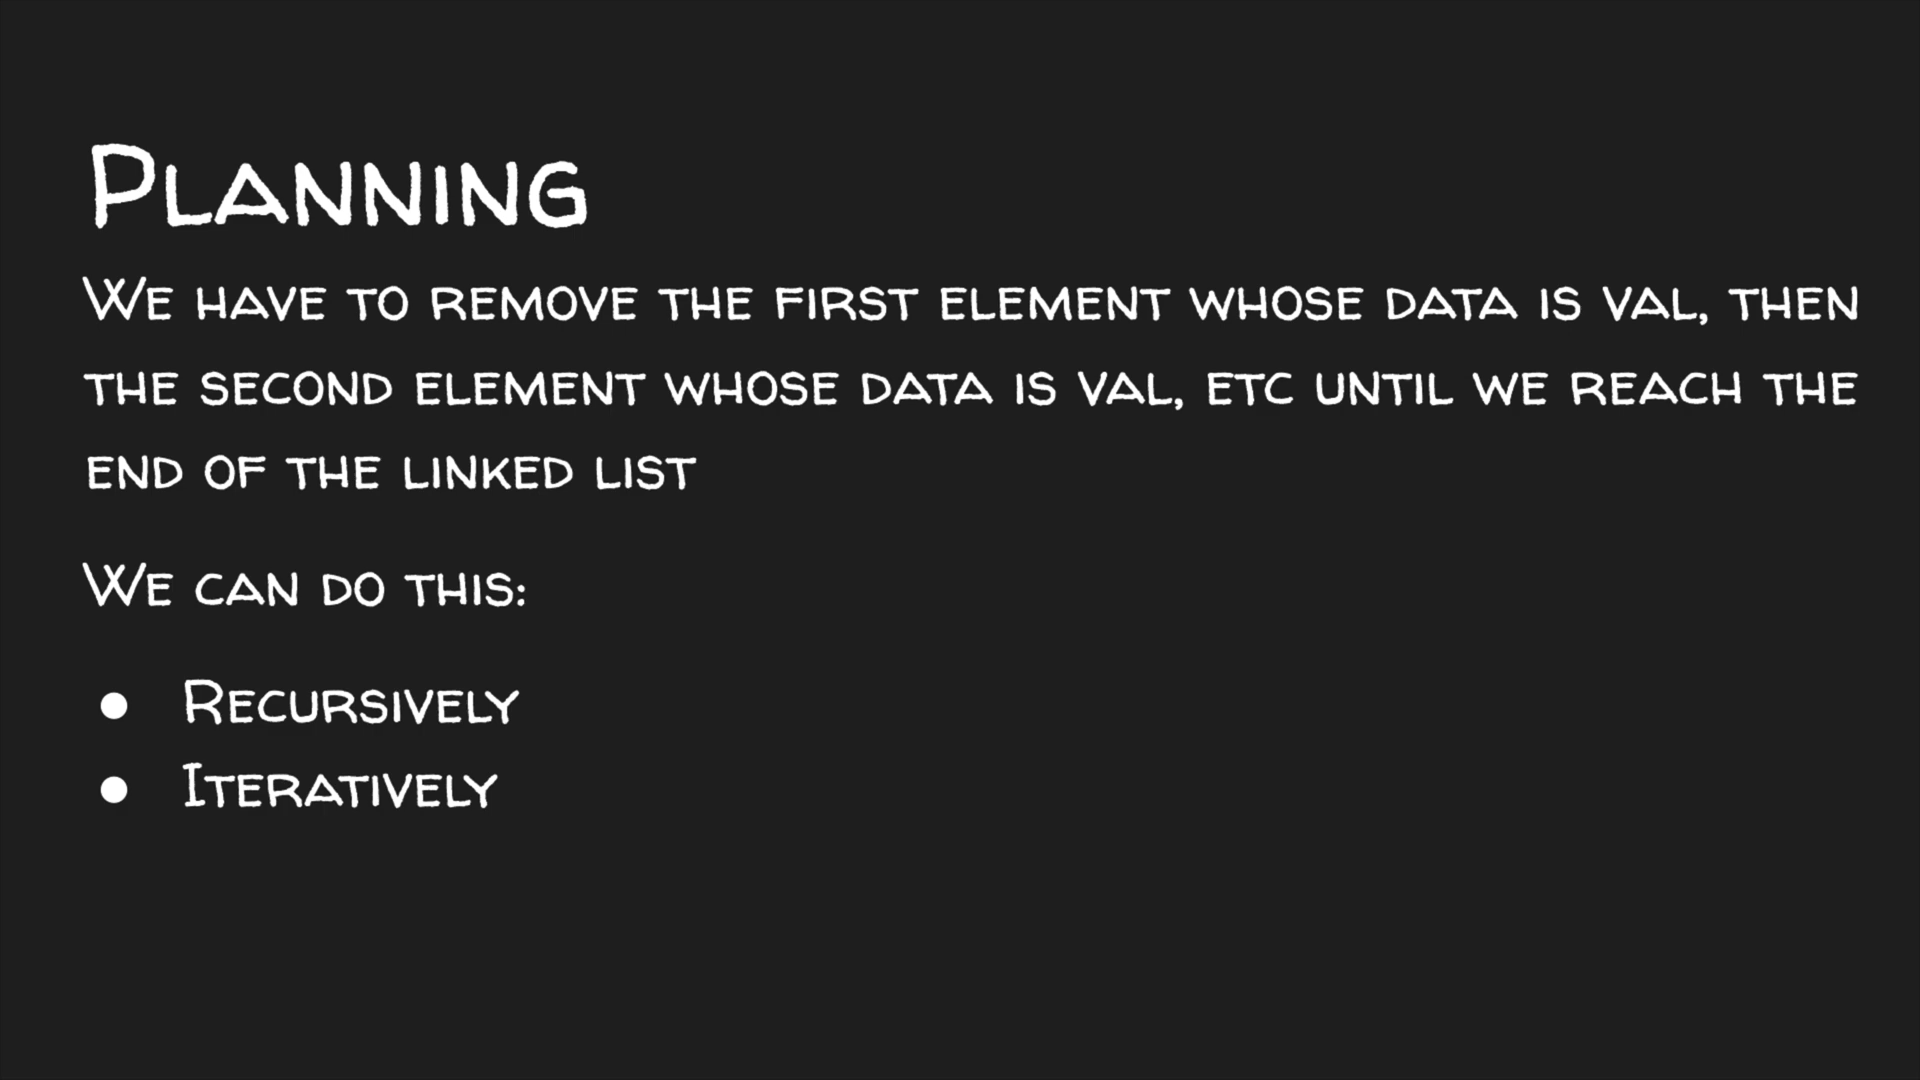 Planning
We have to remove the first element whose data is val, then
the second element whose data is val, etc until we reach the
end of the linked list
We can do this:
● Recursively
● Iteratively